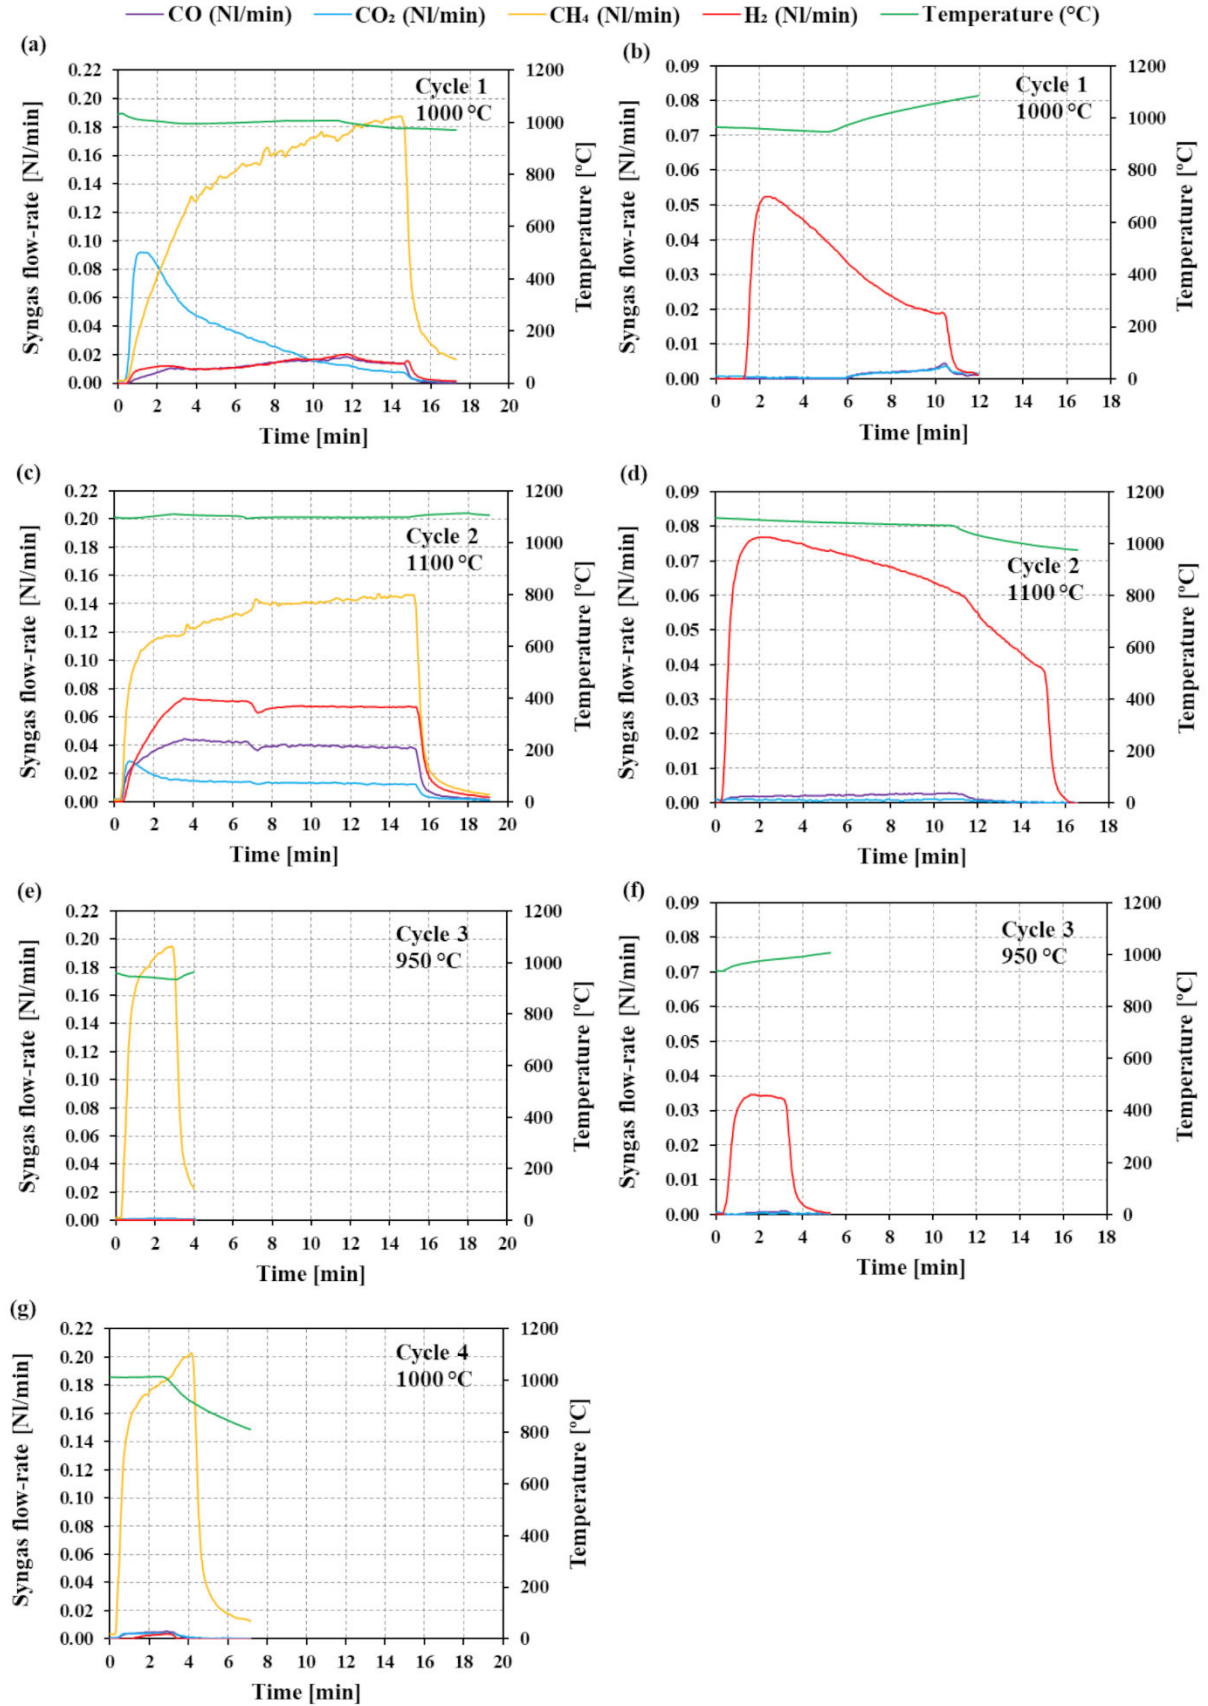 CO (Nl/min) CO₂ (Nl/min) CH₄ (Nl/min) H₂ (Nl/min) Temperature (°C)
(a)
Syngas flow-rate [Nl/min]
0.22
0.20
0.18
0.16
0.14
0.12
0.10
0.08
0.06
0.04
0.02
0.00
Cycle 1
1000 °C
1200
1000
800
600
400
200
0
Temperature [ºC]
0 2 4 6 8 10 12 14 16 18 20
Time [min]
(b)
Syngas flow-rate [Nl/min]
0.09
0.08
0.07
0.06
0.05
0.04
0.03
0.02
0.01
0.00
Cycle 1
1000 °C
1200
1000
800
600
400
200
0
Temperature [ºC]
0 2 4 6 8 10 12 14 16 18
Time [min]
(c)
Syngas flow-rate [Nl/min]
0.22
0.20
0.18
0.16
0.14
0.12
0.10
0.08
0.06
0.04
0.02
0.00
Cycle 2
1100 °C
1200
1000
800
600
400
200
0
Temperature [ºC]
0 2 4 6 8 10 12 14 16 18 20
Time [min]
(d)
Syngas flow-rate [Nl/min]
0.09
0.08
0.07
0.06
0.05
0.04
0.03
0.02
0.01
0.00
Cycle 2
1100 °C
1200
1000
800
600
400
200
0
Temperature [ºC]
0 2 4 6 8 10 12 14 16 18
Time [min]
(e)
Syngas flow-rate [Nl/min]
0.22
0.20
0.18
0.16
0.14
0.12
0.10
0.08
0.06
0.04
0.02
0.00
Cycle 3
950 °C
1200
1000
800
600
400
200
0
Temperature [ºC]
0 2 4 6 8 10 12 14 16 18 20
Time [min]
(f)
Syngas flow-rate [Nl/min]
0.09
0.08
0.07
0.06
0.05
0.04
0.03
0.02
0.01
0.00
Cycle 3
950 °C
1200
1000
800
600
400
200
0
Temperature [ºC]
0 2 4 6 8 10 12 14 16 18
Time [min]
(g)
Syngas flow-rate [Nl/min]
0.22
0.20
0.18
0.16
0.14
0.12
0.10
0.08
0.06
0.04
0.02
0.00
Cycle 4
1000 °C
1200
1000
800
600
400
200
0
Temperature [ºC]
0 2 4 6 8 10 12 14 16 18 20
Time [min]